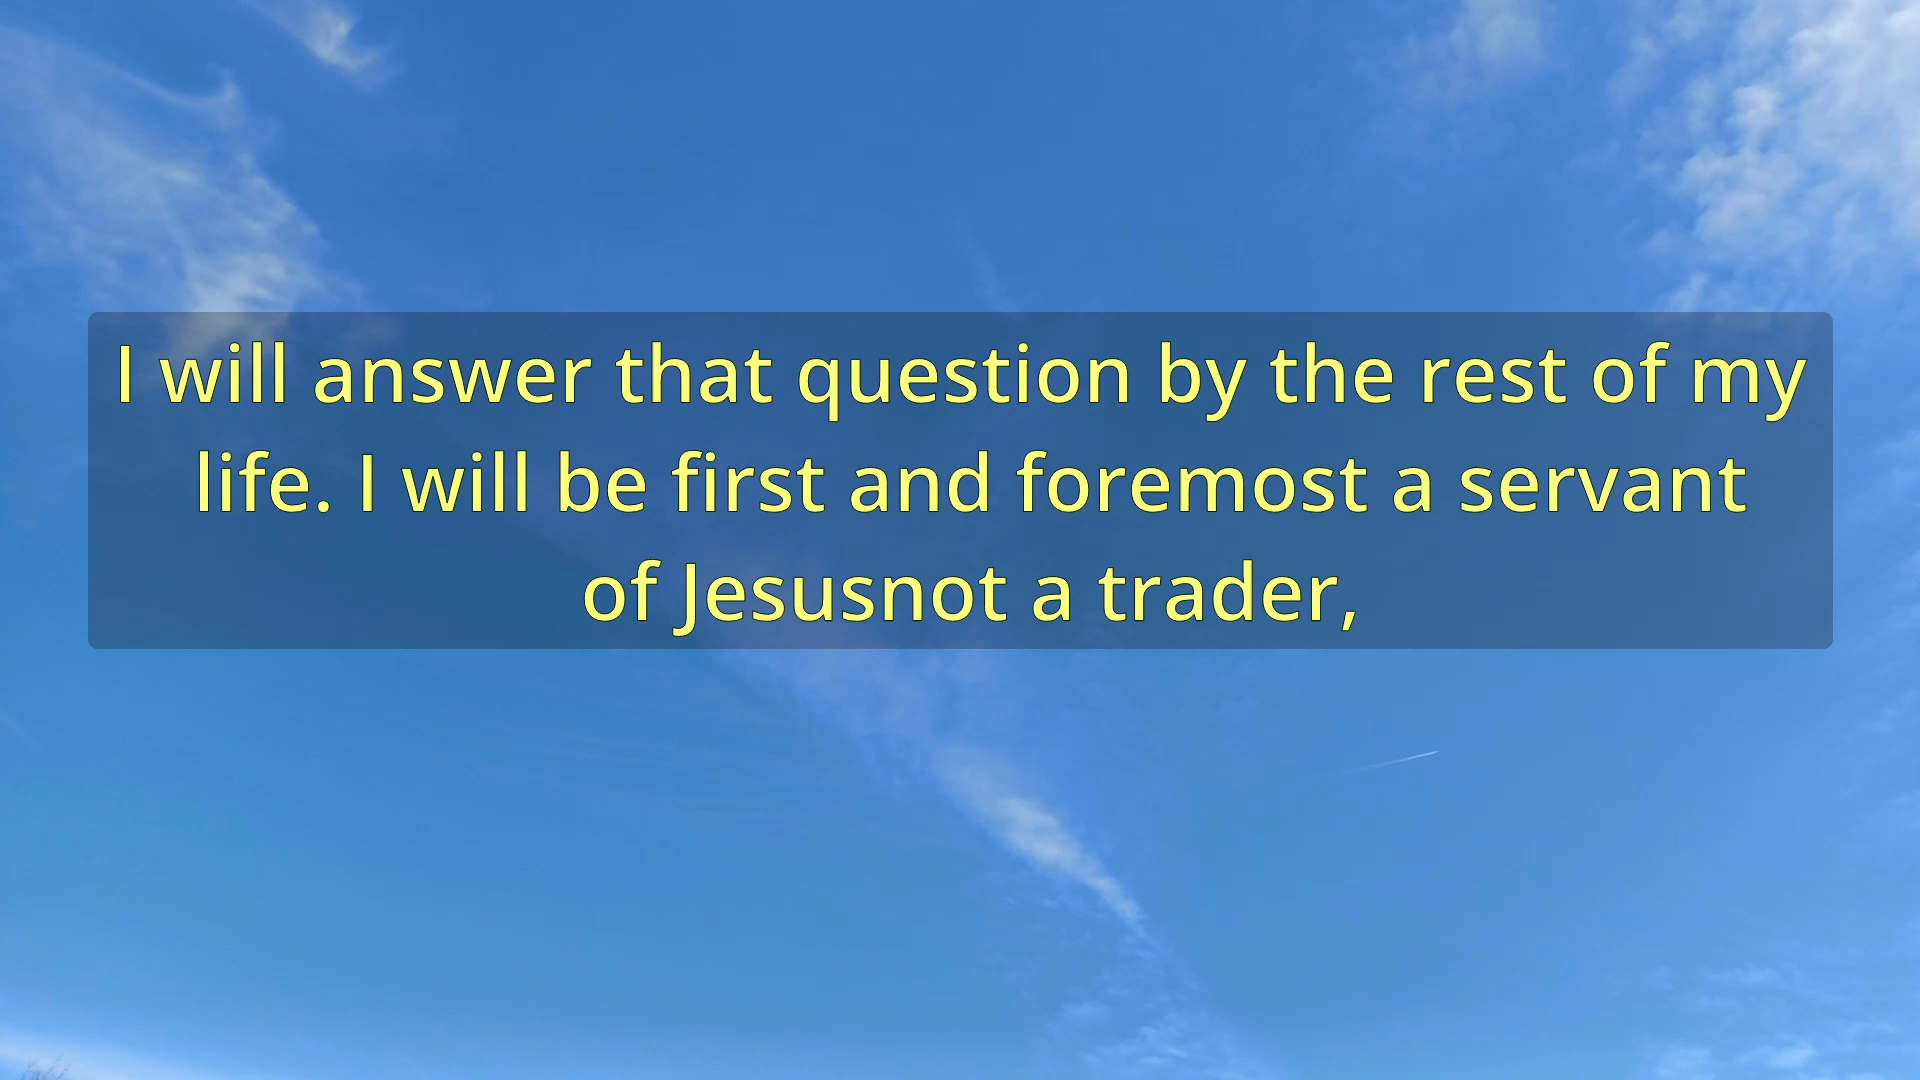 I will answer that question by the rest of my
life. I will be first and foremost a servant
of Jesusnot a trader,